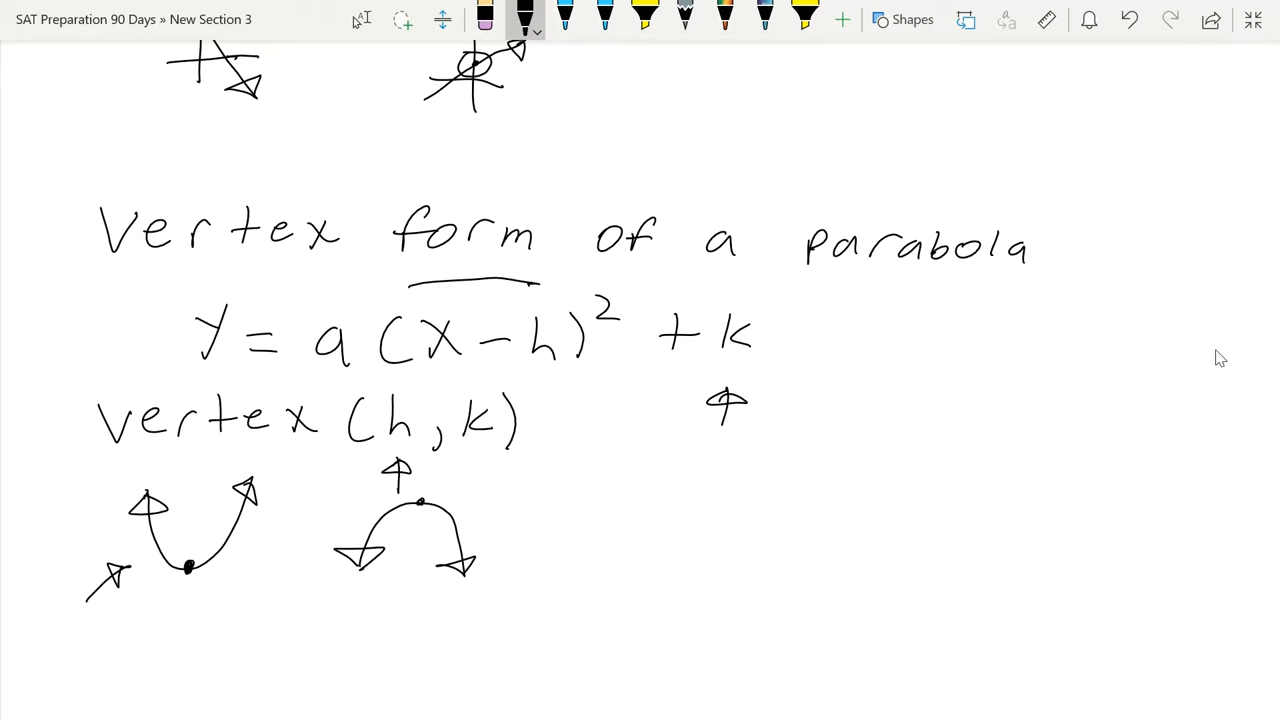 SAT Preparation 90 Days » New Section 3
Shapes
Vertex form of a parabola
y = a (x - h)² + k
vertex (h, k)